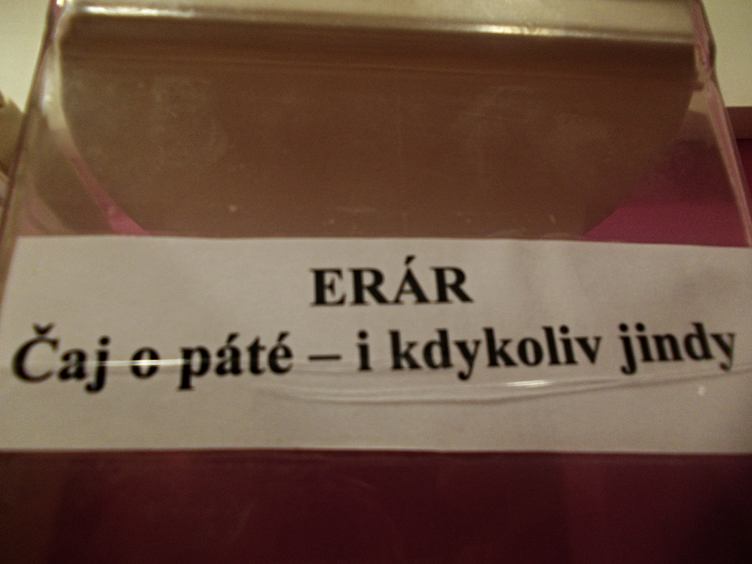 ERÁR
Čaj o páté – i kdykoliv jindy